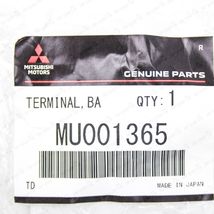 MITSUBISHI
MOTORS
R
GENUINE PARTS
TERMINAL, BA QTY: 1
MU001365
TD MADE IN JAPAN